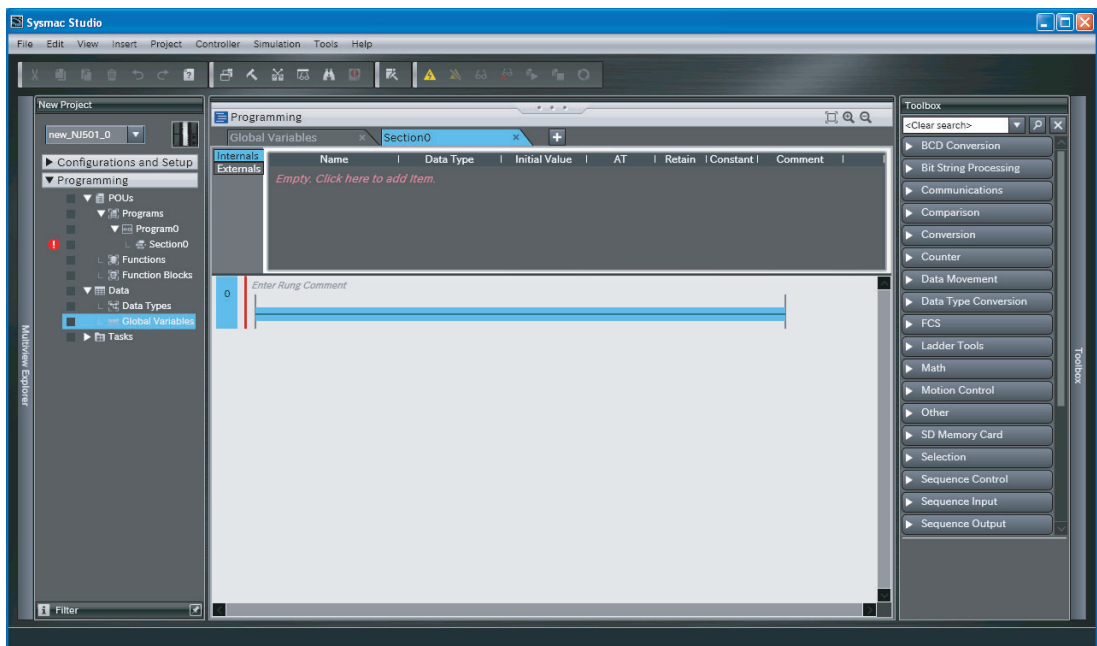 Sysmac Studio
File Edit View Insert Project Controller Simulation Tools Help
New Project
new_NJ501_0
Configurations and Setup
Programming
POUs
Programs
Program0
Section0
Functions
Function Blocks
Data
Data Types
Global Variables
Tasks
Filter
Multiview Explorer
Programming
Global Variables × Section0 ×
Internals
Externals
Name Data Type Initial Value AT Retain Constant Comment
Empty. Click here to add Item.
0
Enter Rung Comment
Toolbox
<Clear search>
BCD Conversion
Bit String Processing
Communications
Comparison
Conversion
Counter
Data Movement
Data Type Conversion
FCS
Ladder Tools
Math
Motion Control
Other
SD Memory Card
Selection
Sequence Control
Sequence Input
Sequence Output
Toolbox